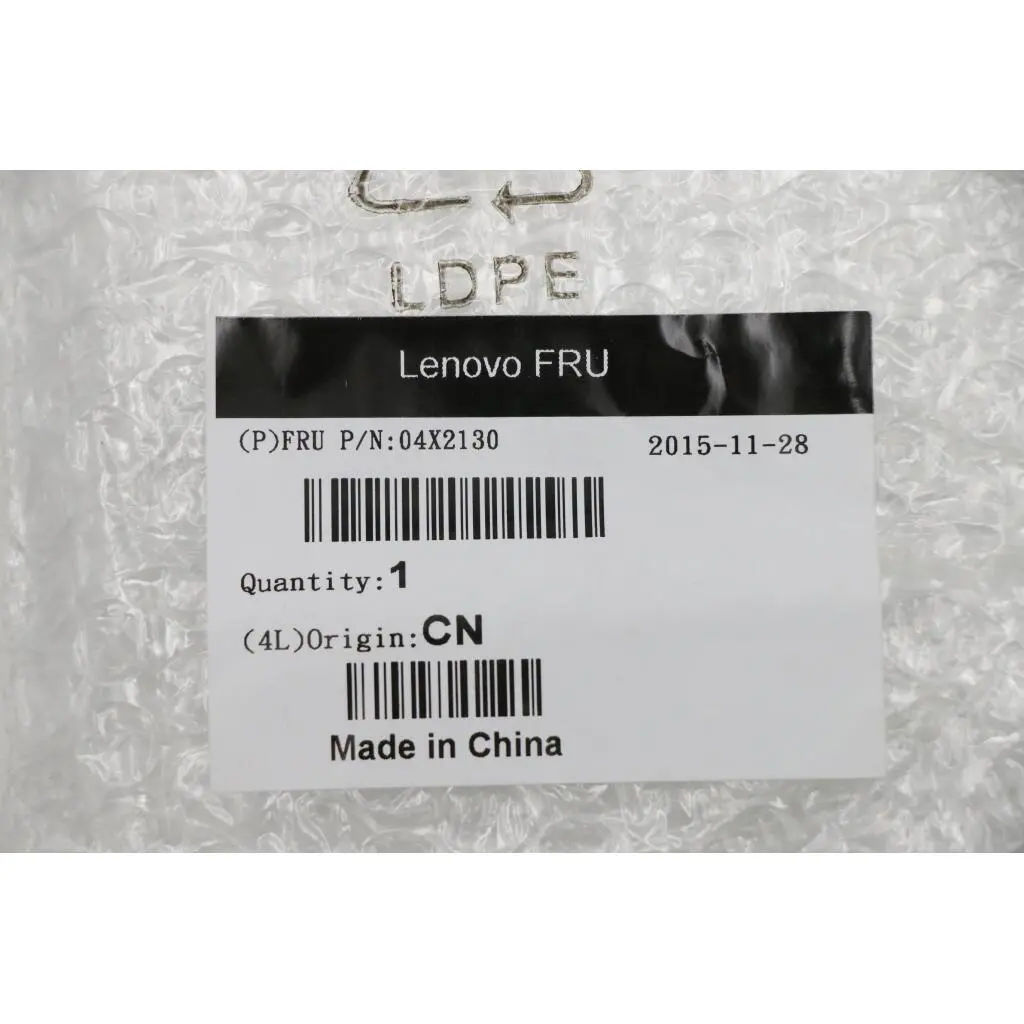 LDPE
Lenovo FRU
(P)FRU P/N:04X2130 2015-11-28
Quantity:1
(4L)Origin:CN
Made in China